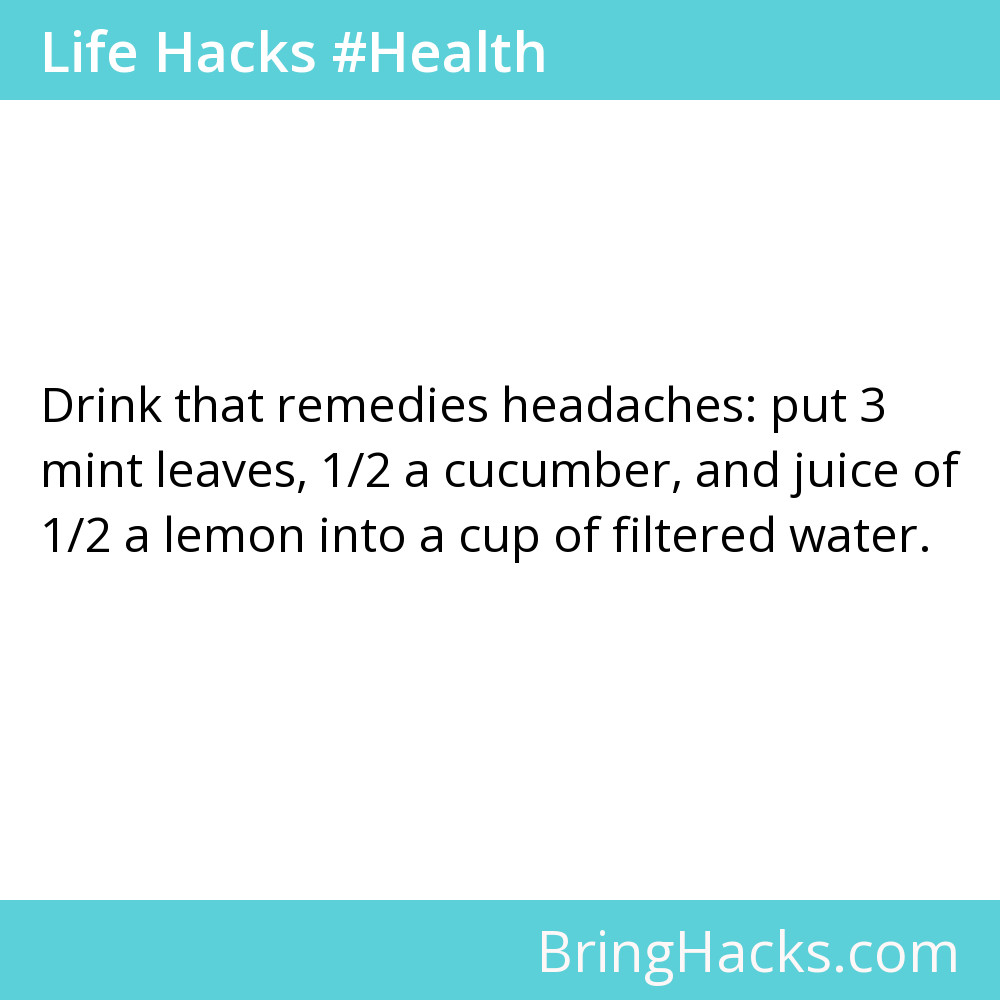 Life Hacks #Health
Drink that remedies headaches: put 3
mint leaves, 1/2 a cucumber, and juice of
1/2 a lemon into a cup of filtered water.
BringHacks.com